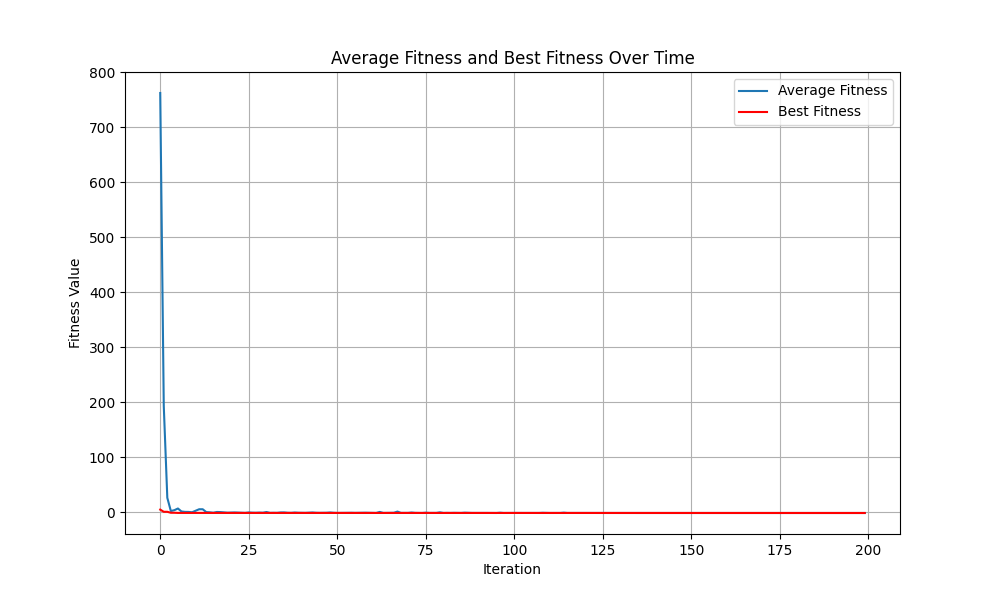 Average Fitness and Best Fitness Over Time
800
700
600
500
400
300
200
100
0
Fitness Value
Average Fitness
Best Fitness
0 25 50 75 100 125 150 175 200
Iteration